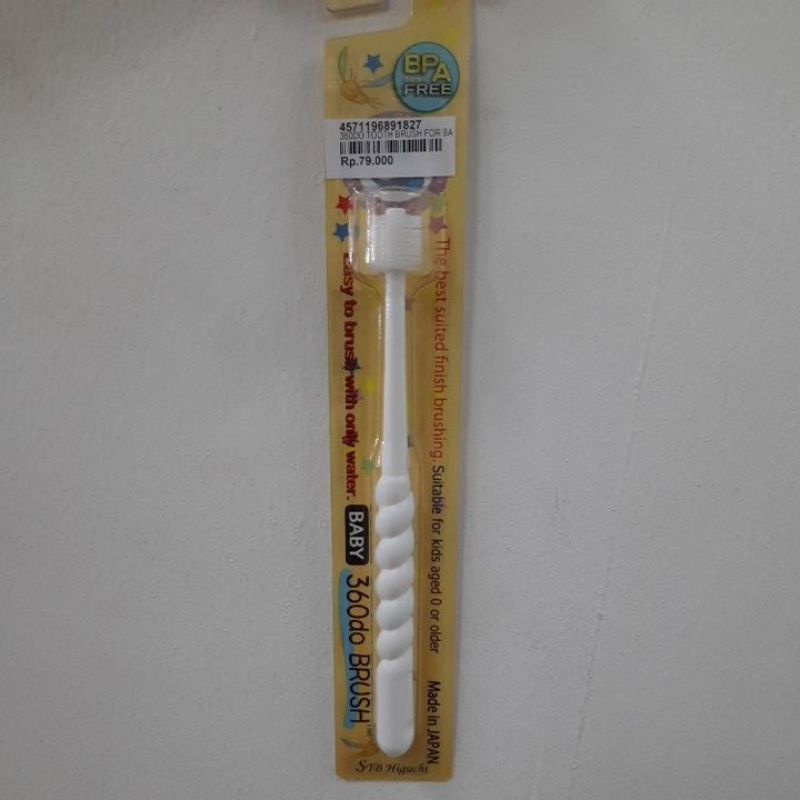 BPA
FREE
4571196891827
360DO TOOTH BRUSH FOR BA
Rp.79.000
The best suited finish brushing. Suitable for kids aged 0 or older
Made in JAPAN
Easy to brush with only water.
BABY 360do BRUSH
STB Higuchi